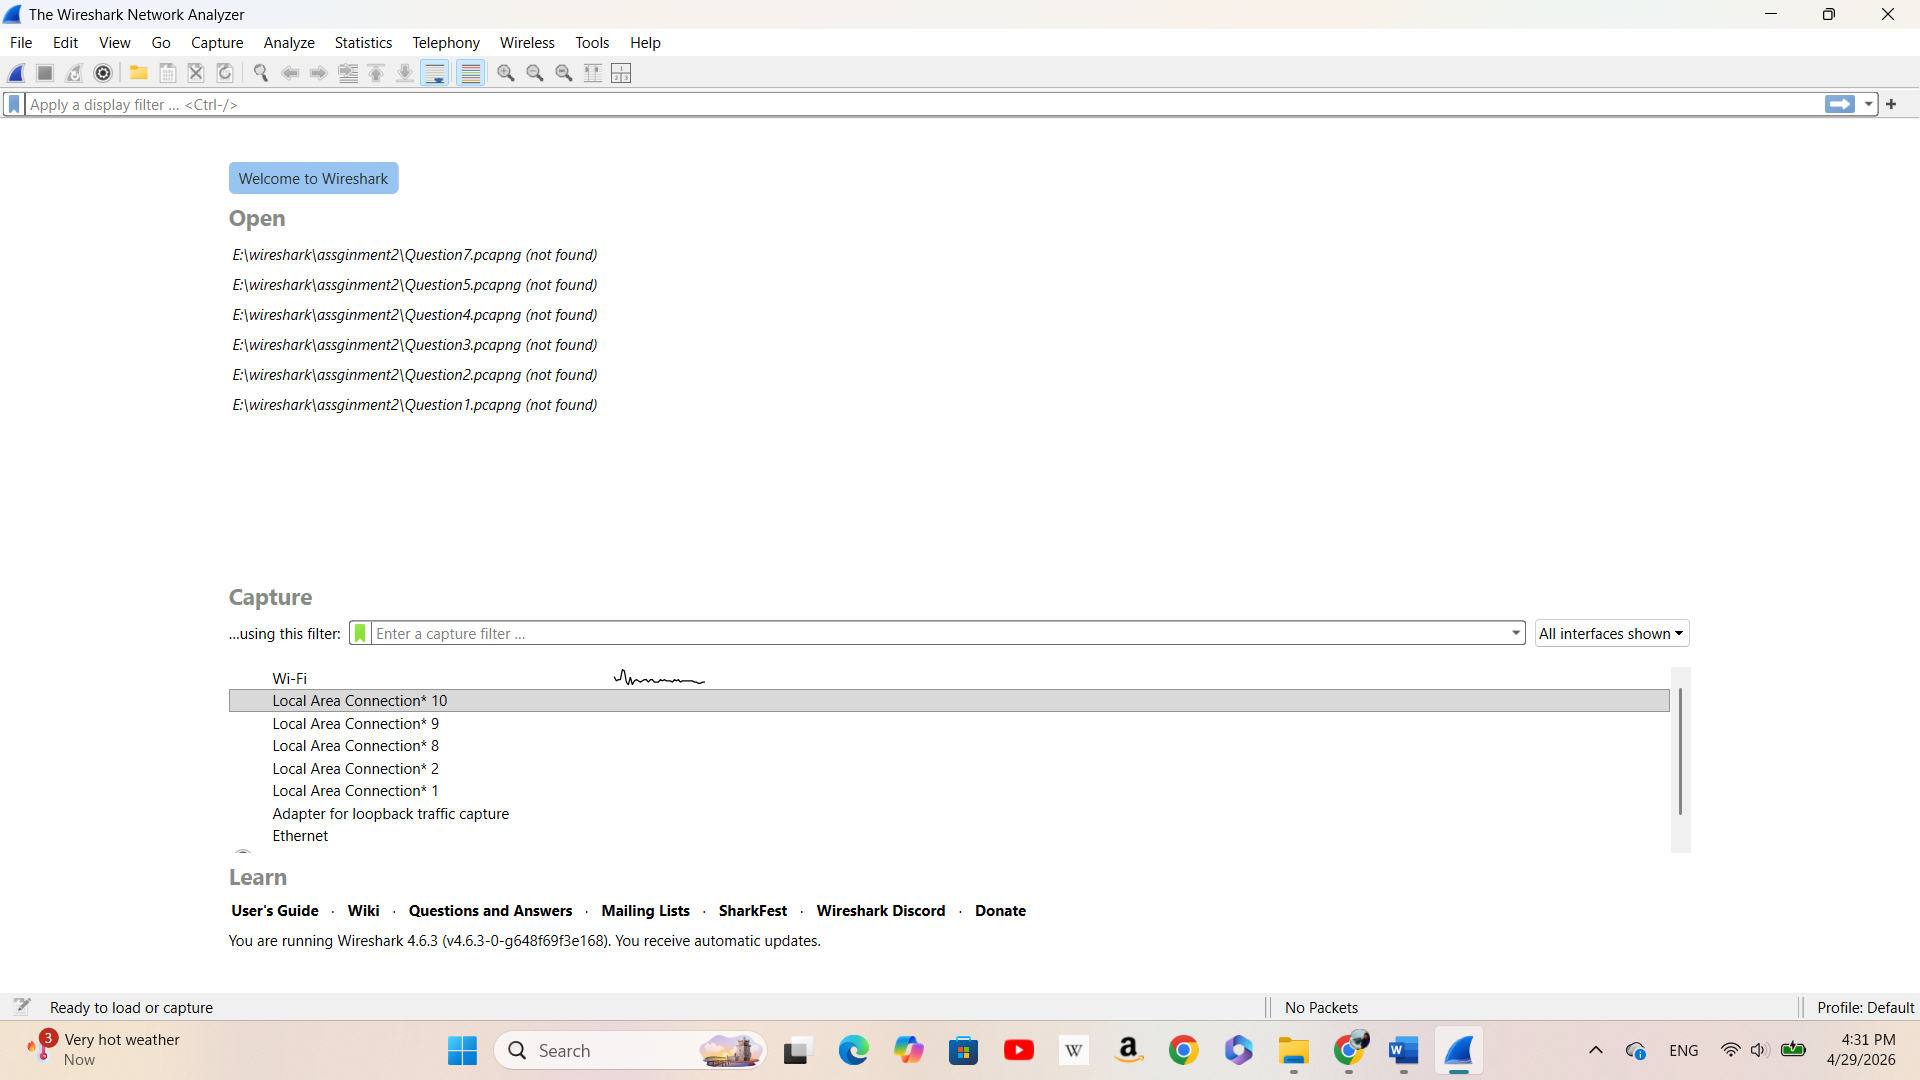 The Wireshark Network Analyzer
File Edit View Go Capture Analyze Statistics Telephony Wireless Tools Help
Apply a display filter ... <Ctrl-/>
Welcome to Wireshark
Open
E:\wireshark\assginment2\Question7.pcapng (not found)
E:\wireshark\assginment2\Question5.pcapng (not found)
E:\wireshark\assginment2\Question4.pcapng (not found)
E:\wireshark\assginment2\Question3.pcapng (not found)
E:\wireshark\assginment2\Question2.pcapng (not found)
E:\wireshark\assginment2\Question1.pcapng (not found)
Capture
...using this filter: Enter a capture filter ... All interfaces shown
Wi-Fi
Local Area Connection* 10
Local Area Connection* 9
Local Area Connection* 8
Local Area Connection* 2
Local Area Connection* 1
Adapter for loopback traffic capture
Ethernet
Learn
User's Guide · Wiki · Questions and Answers · Mailing Lists · SharkFest · Wireshark Discord · Donate
You are running Wireshark 4.6.3 (v4.6.3-0-g648f69f3e168). You receive automatic updates.
Ready to load or capture No Packets Profile: Default
3 Very hot weather
Now
Search
W
a
W
ENG
4:31 PM
4/29/2026